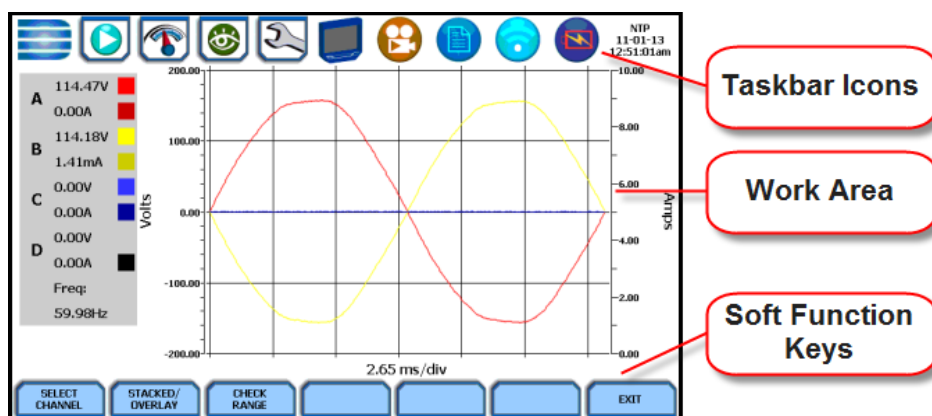 NTP
11-01-13
12:51:01am
Taskbar Icons
A
114.47V
0.00A
B
114.18V
1.41mA
C
0.00V
0.00A
D
0.00V
0.00A
Freq:
59.98Hz
Volts
200.00
100.00
0.00
-100.00
-200.00
10.00
8.00
6.00
4.00
2.00
0.00
Amps
2.65 ms/div
Work Area
Soft Function
Keys
SELECT
CHANNEL
STACKED/
OVERLAY
CHECK
RANGE
EXIT